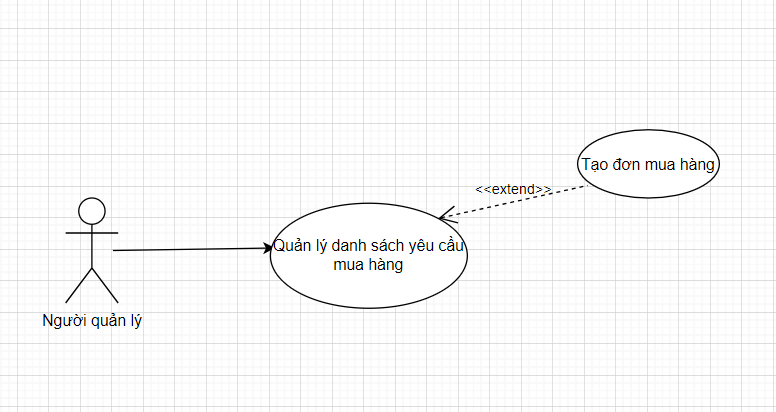 Tạo đơn mua hàng
<<extend>>
Quản lý danh sách yêu cầu
mua hàng
Người quản lý